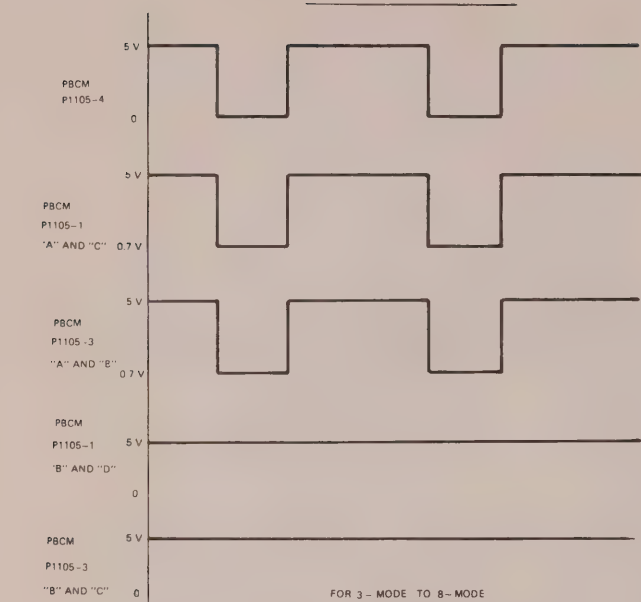 5 V
PBCM
P1105-4
0
5 V
PBCM
P1105-1
"A" AND "C" 0.7 V
5 V
PBCM
P1105-3
"A" AND "B"
0.7 V
PBCM
P1105-1 5 V
"B" AND "D"
0
PBCM 5 V
P1105-3
"B" AND "C" 0 FOR 3 - MODE TO 8 - MODE